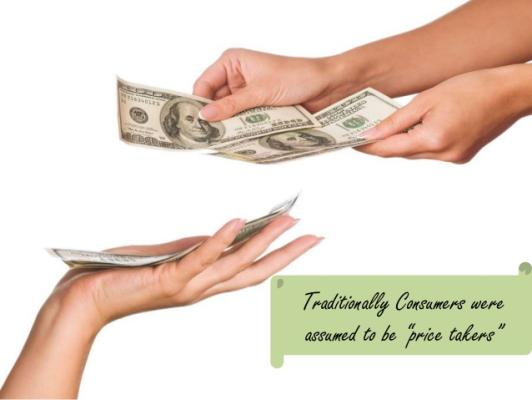 Traditionally Consumers were
assumed to be “price takers”